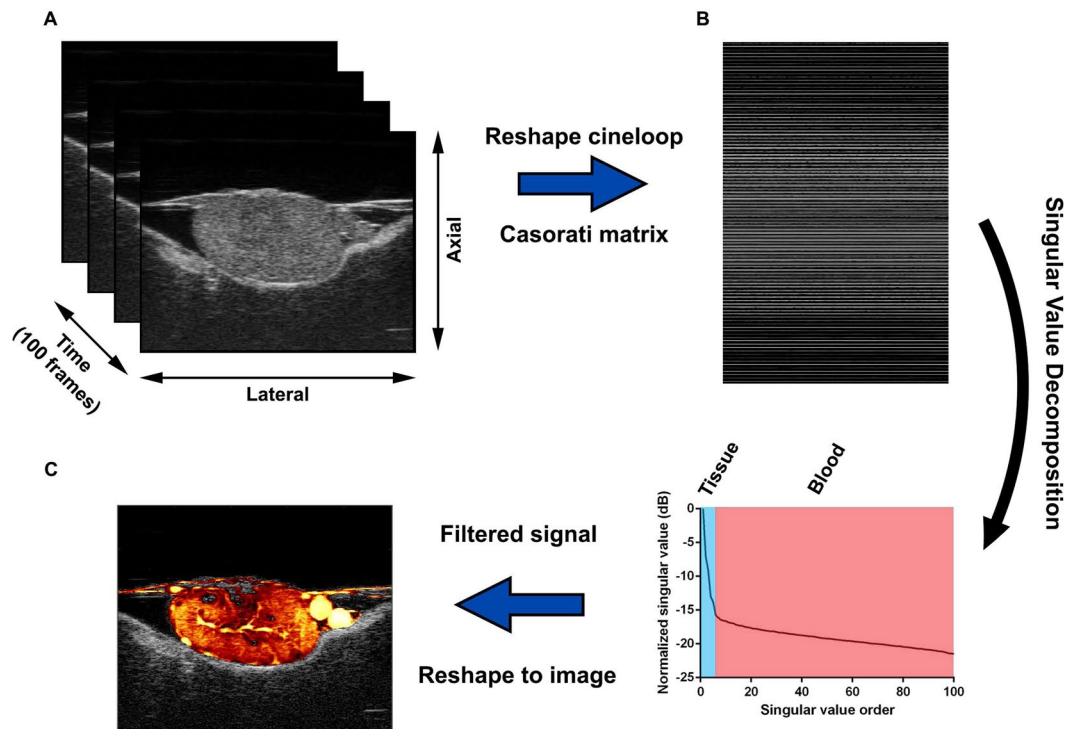 A
B
Reshape cineloop
Casorati matrix
Axial
Time
(100 frames)
Lateral
Singular Value Decomposition
C
Filtered signal
Reshape to image
Tissue
Blood
Normalized singular value (dB)
0
-5
-10
-15
-20
-25
0 20 40 60 80 100
Singular value order